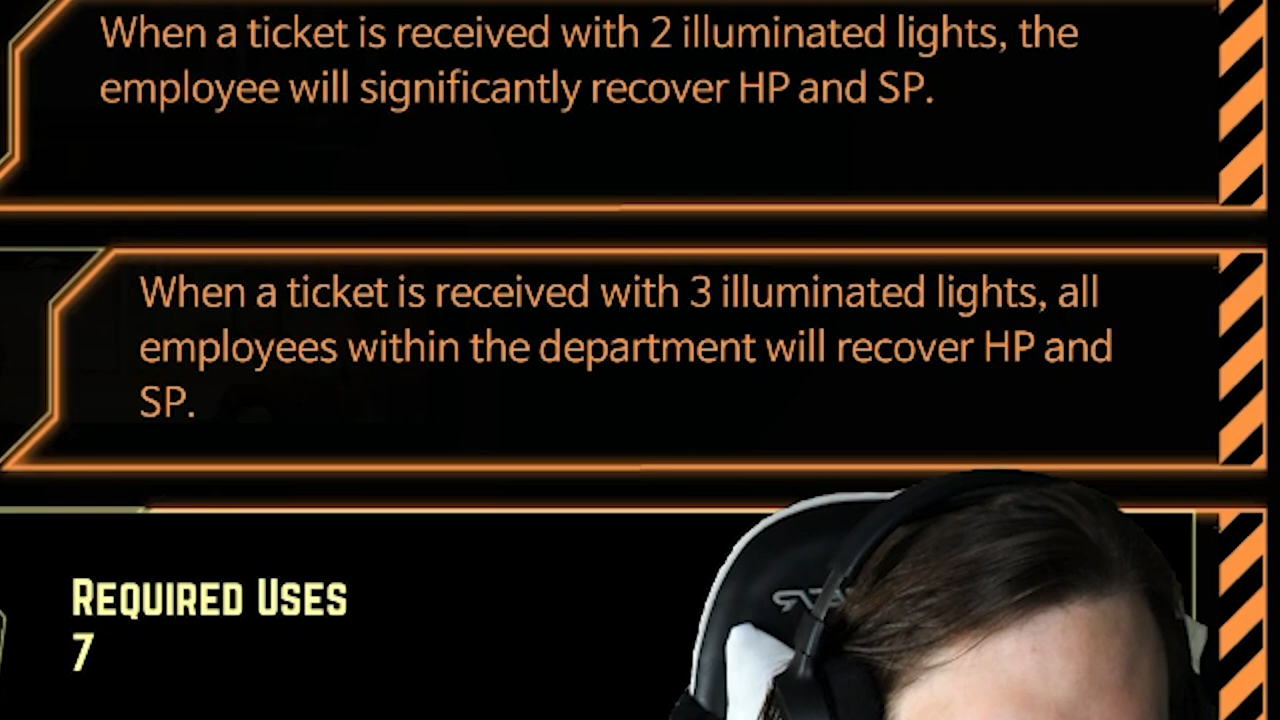 When a ticket is received with 2 illuminated lights, the
employee will significantly recover HP and SP.
When a ticket is received with 3 illuminated lights, all
employees within the department will recover HP and
SP.
REQUIRED USES
7